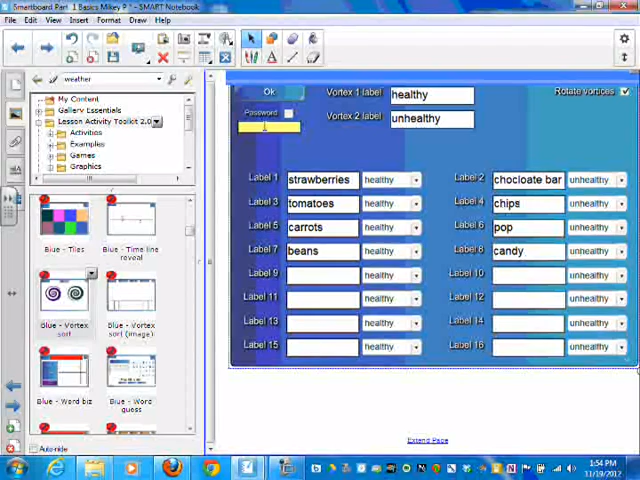 Smartboard Part 1 Basics Mikey P * - SMART Notebook
File Edit View Insert Format Draw Help
weather
My Content
Gallery Essentials
Lesson Activity Toolkit 2.0
Activities
Examples
Games
Graphics
Blue - Tiles
Blue - Time line reveal
Blue - Vortex sort
Blue - Vortex sort (image)
Blue - Word biz
Blue - Word guess
Auto-hide
Ok
Password
Vortex 1 label healthy
Vortex 2 label unhealthy
Rotate vortices
Label 1 strawberries healthy Label 2 chocloate bar unhealthy
Label 3 tomatoes healthy Label 4 chips unhealthy
Label 5 carrots healthy Label 6 pop unhealthy
Label 7 beans healthy Label 8 candy unhealthy
Label 9 healthy Label 10 unhealthy
Label 11 healthy Label 12 unhealthy
Label 13 healthy Label 14 unhealthy
Label 15 healthy Label 16 unhealthy
Extend Page
1:54 PM
11/19/2012